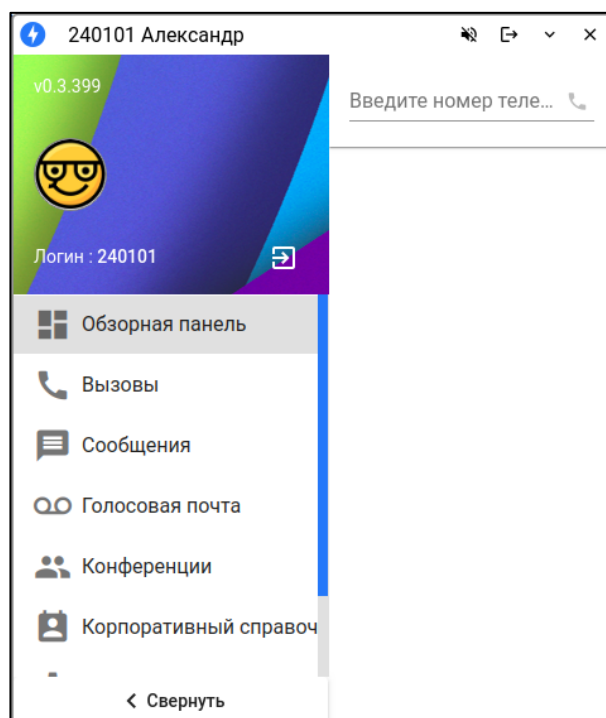 240101 Александр
v0.3.399
Введите номер теле...
Логин : 240101
Обзорная панель
Вызовы
Сообщения
Голосовая почта
Конференции
Корпоративный справоч
Свернуть